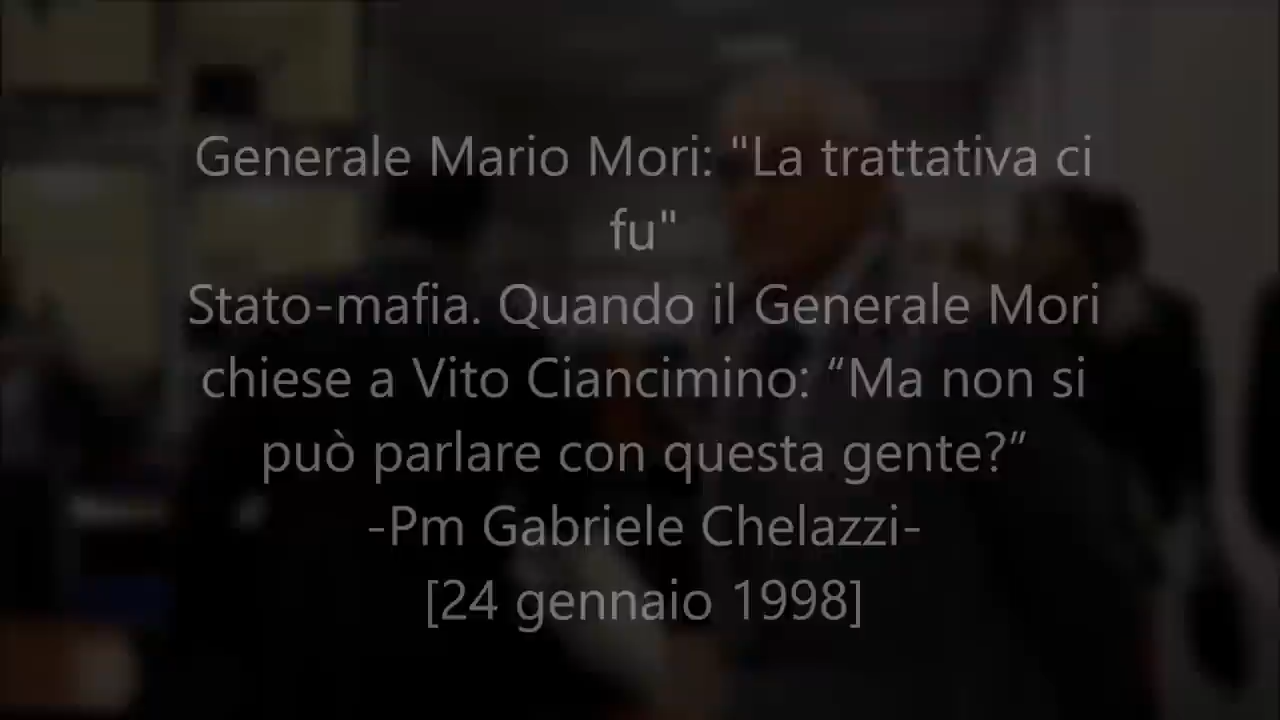 Generale Mario Mori: "La trattativa ci
fu"
Stato-mafia. Quando il Generale Mori
chiese a Vito Ciancimino: “Ma non si
può parlare con questa gente?”
-Pm Gabriele Chelazzi-
[24 gennaio 1998]